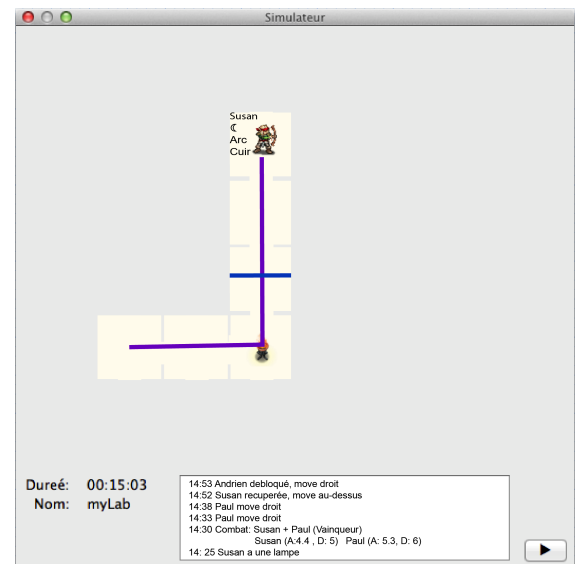 Simulateur
Susan
☾
Arc
Cuir
Dureé: 00:15:03
Nom: myLab
14:53 Andrien debloqué, move droit
14:52 Susan recuperée, move au-dessus
14:38 Paul move droit
14:33 Paul move droit
14:30 Combat: Susan + Paul (Vainqueur)
Susan (A:4.4 , D: 5) Paul (A: 5.3, D: 6)
14: 25 Susan a une lampe